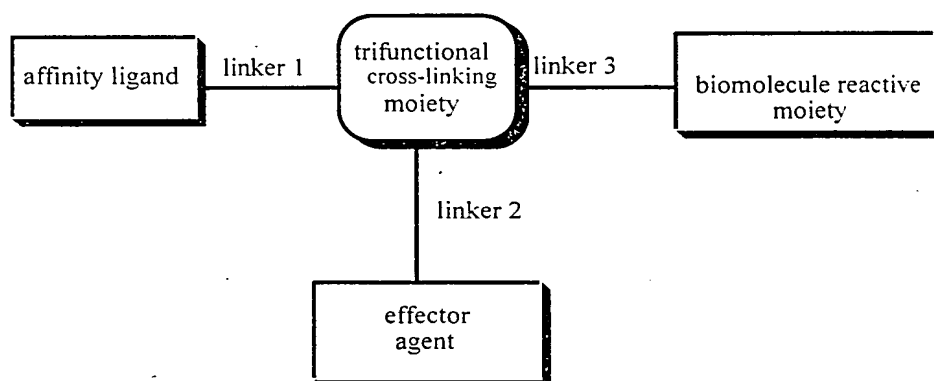 affinity ligand
linker 1
trifunctional
cross-linking
moiety
linker 3
biomolecule reactive
moiety
linker 2
effector
agent